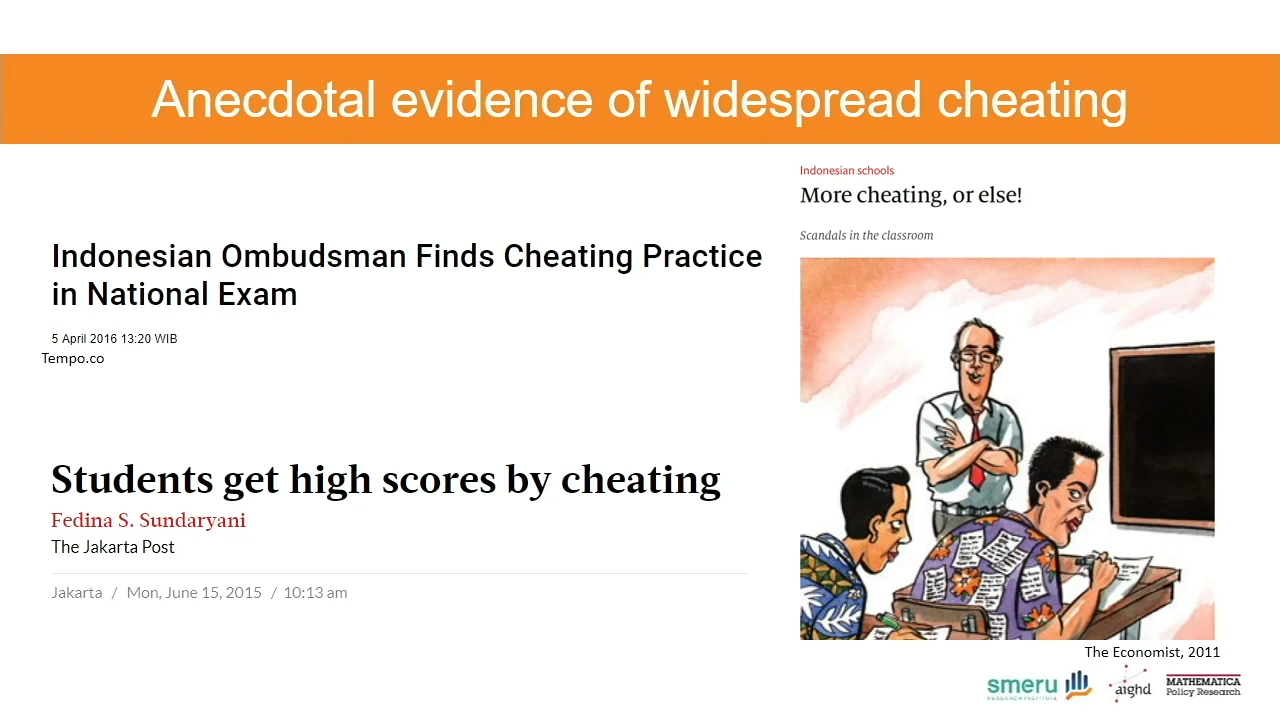 Anecdotal evidence of widespread cheating
Indonesian Ombudsman Finds Cheating Practice
in National Exam
5 April 2016 13:20 WIB
Tempo.co
Students get high scores by cheating
Fedina S. Sundaryani
The Jakarta Post
Jakarta / Mon, June 15, 2015 / 10:13 am
Indonesian schools
More cheating, or else!
Scandals in the classroom
The Economist, 2011
smeru
RESEARCH INSTITUTE
aighd
MATHEMATICA
Policy Research